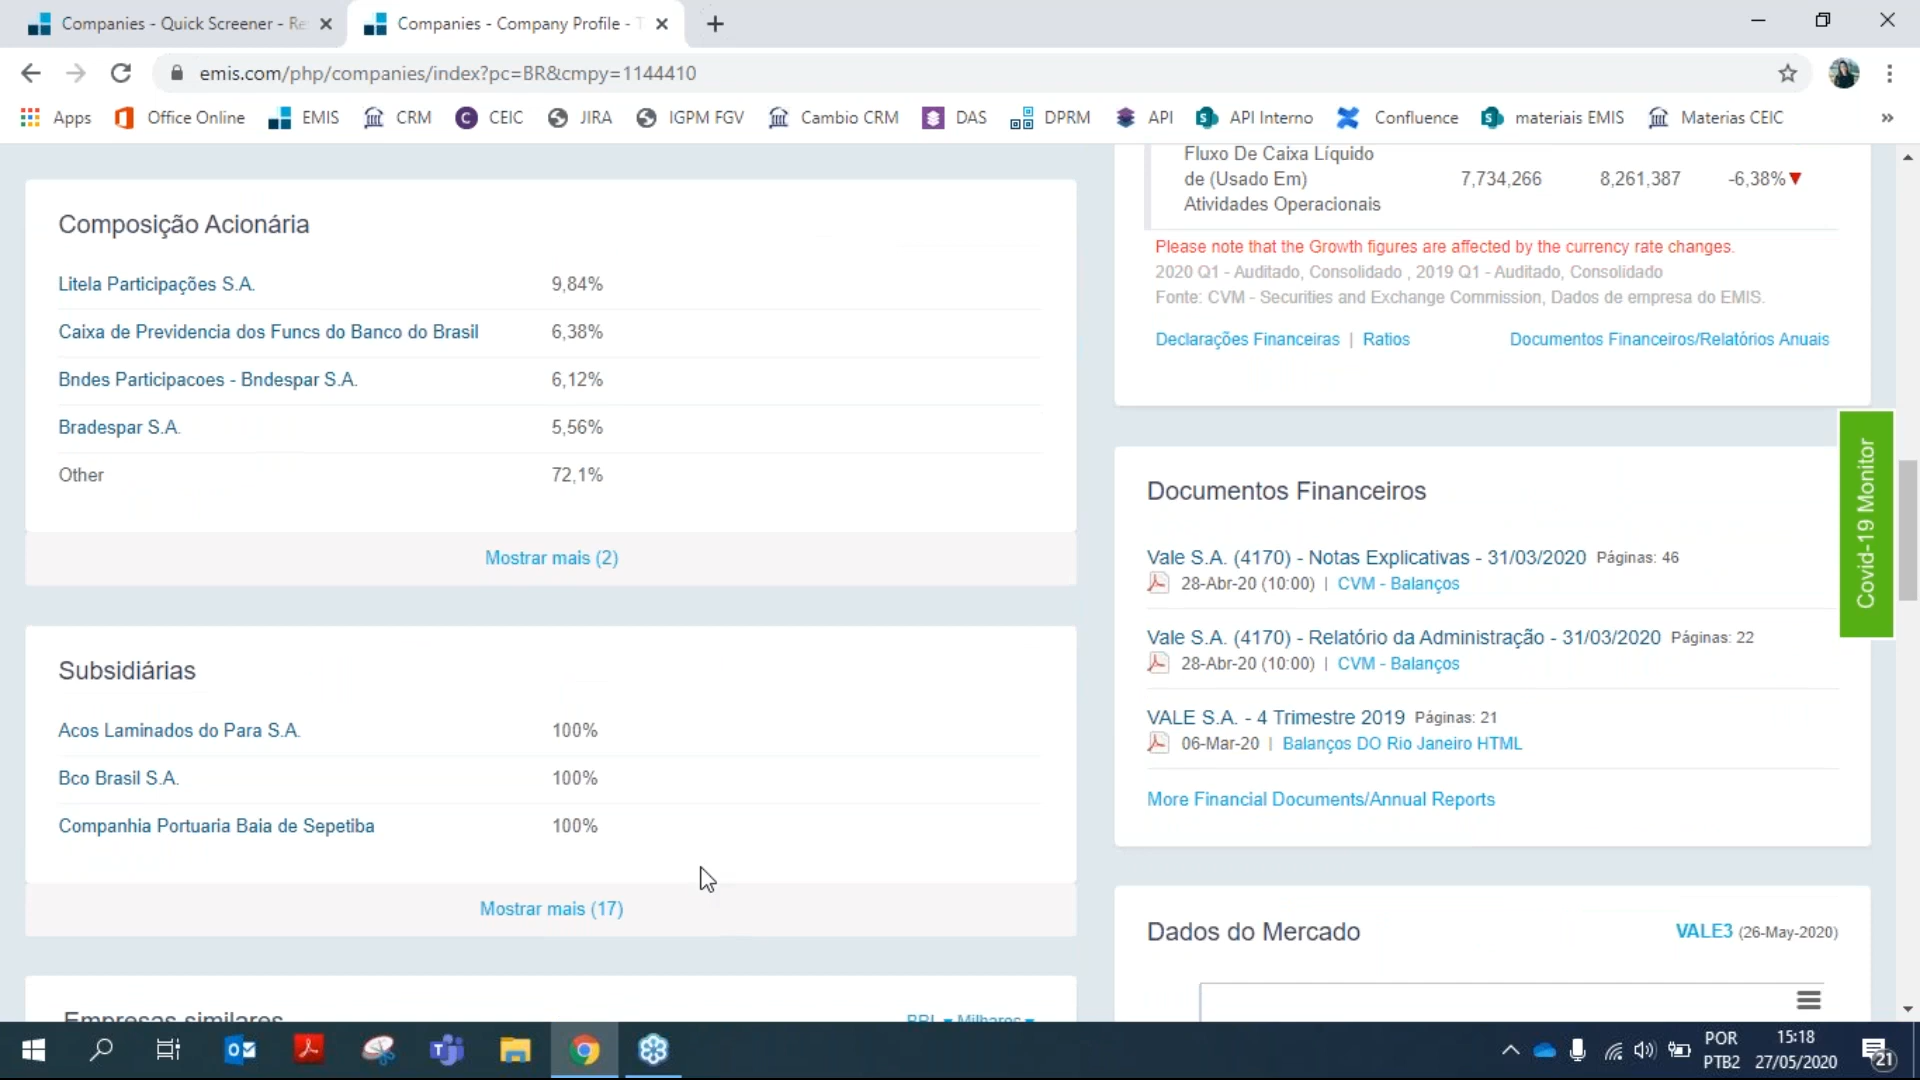 Companies - Quick Screener - Re
Companies - Company Profile - T
emis.com/php/companies/index?pc=BR&cmpy=1144410
Apps
Office Online
EMIS
CRM
CEIC
JIRA
IGPM FGV
Cambio CRM
DAS
DPRM
API
API Interno
Confluence
materiais EMIS
Materias CEIC
»
Composição Acionária
Litela Participações S.A. 9,84%
Caixa de Previdencia dos Funcs do Banco do Brasil 6,38%
Bndes Participacoes - Bndespar S.A. 6,12%
Bradespar S.A. 5,56%
Other 72,1%
Mostrar mais (2)
Subsidiárias
Acos Laminados do Para S.A. 100%
Bco Brasil S.A. 100%
Companhia Portuaria Baia de Sepetiba 100%
Mostrar mais (17)
Empresas similares
BRL Milhares
Fluxo De Caixa Líquido
de (Usado Em) 7,734,266 8,261,387 -6,38%▼
Atividades Operacionais
Please note that the Growth figures are affected by the currency rate changes.
2020 Q1 - Auditado, Consolidado , 2019 Q1 - Auditado, Consolidado
Fonte: CVM - Securities and Exchange Commission, Dados de empresa do EMIS.
Declarações Financeiras | Ratios Documentos Financeiros/Relatórios Anuais
Documentos Financeiros
Vale S.A. (4170) - Notas Explicativas - 31/03/2020 Páginas: 46
28-Abr-20 (10:00) | CVM - Balanços
Vale S.A. (4170) - Relatório da Administração - 31/03/2020 Páginas: 22
28-Abr-20 (10:00) | CVM - Balanços
VALE S.A. - 4 Trimestre 2019 Páginas: 21
06-Mar-20 | Balanços DO Rio Janeiro HTML
More Financial Documents/Annual Reports
Dados do Mercado VALE3 (26-May-2020)
Covid-19 Monitor
POR
PTB2
15:18
27/05/2020
21